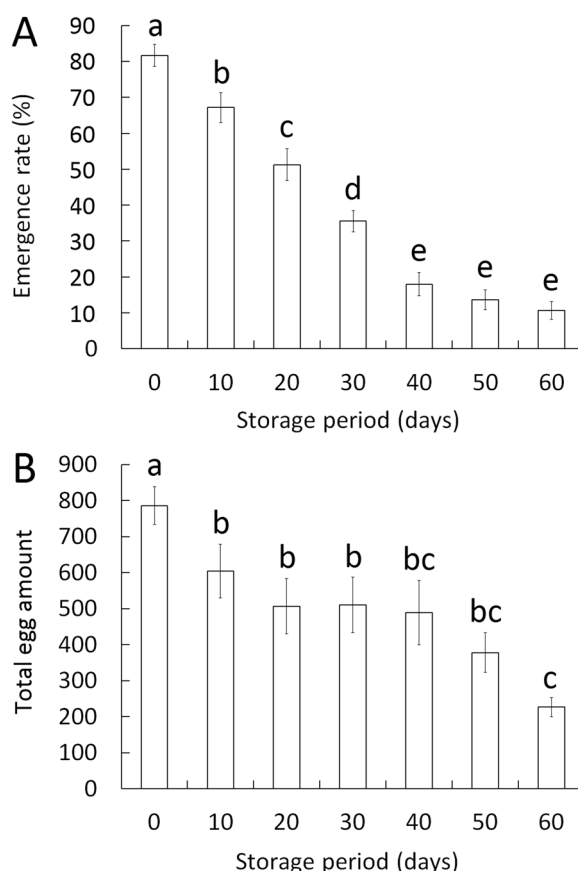 A
Emergence rate (%)
90
80
70
60
50
40
30
20
10
0
a
b
c
d
e
e
e
0 10 20 30 40 50 60
Storage period (days)
B
Total egg amount
900
800
700
600
500
400
300
200
100
0
a
b
b
b
bc
bc
c
0 10 20 30 40 50 60
Storage period (days)